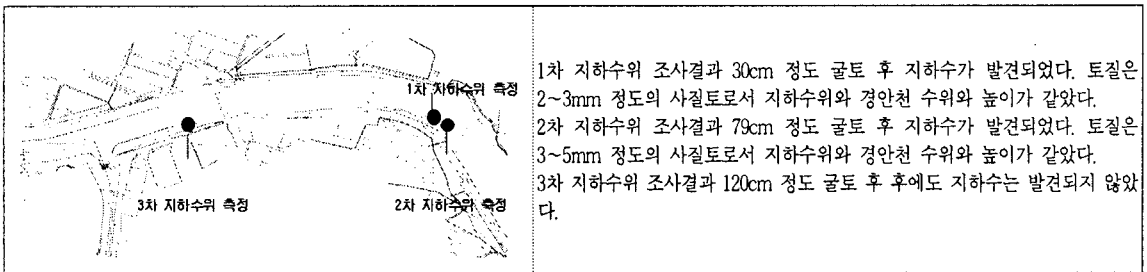 1차 지하수위 측정
3차 지하수위 측정
2차 지하수위 측정
1차 지하수위 조사결과 30cm 정도 굴토 후 지하수가 발견되었다. 토질은
2~3mm 정도의 사질토로서 지하수위와 경안천 수위와 높이가 같았다.
2차 지하수위 조사결과 79cm 정도 굴토 후 지하수가 발견되었다. 토질은
3~5mm 정도의 사질토로서 지하수위와 경안천 수위와 높이가 같았다.
3차 지하수위 조사결과 120cm 정도 굴토 후 후에도 지하수는 발견되지 않았
다.